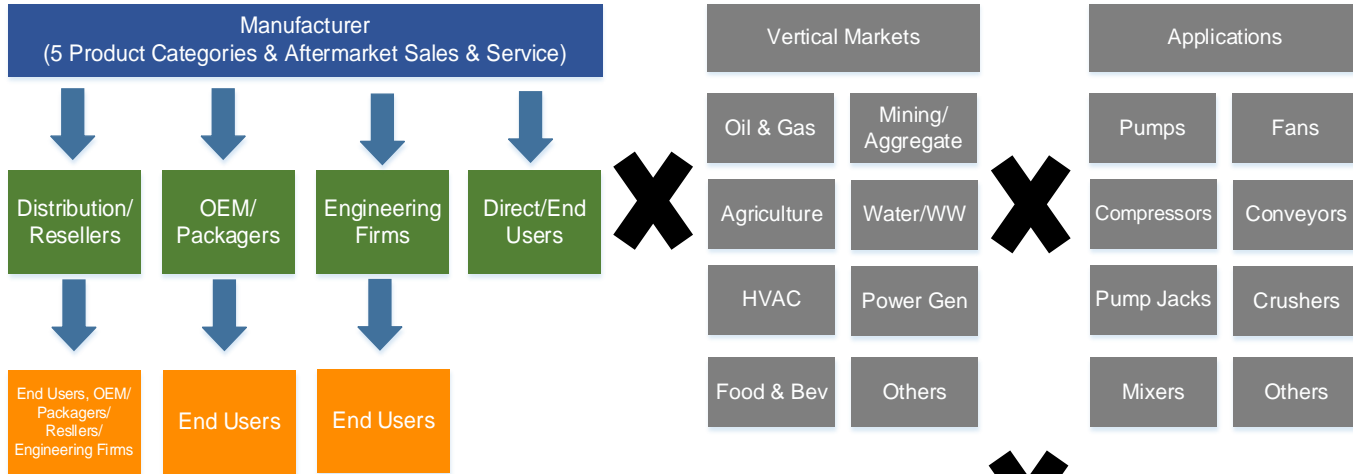 Manufacturer
(5 Product Categories & Aftermarket Sales & Service)
Distribution/
Resellers
OEM/
Packagers
Engineering
Firms
Direct/End
Users
End Users, OEM/
Packagers/
Resllers/
Engineering Firms
End Users
End Users
Vertical Markets
Oil & Gas
Mining/
Aggregate
Agriculture
Water/WW
HVAC
Power Gen
Food & Bev
Others
Applications
Pumps
Fans
Compressors
Conveyors
Pump Jacks
Crushers
Mixers
Others